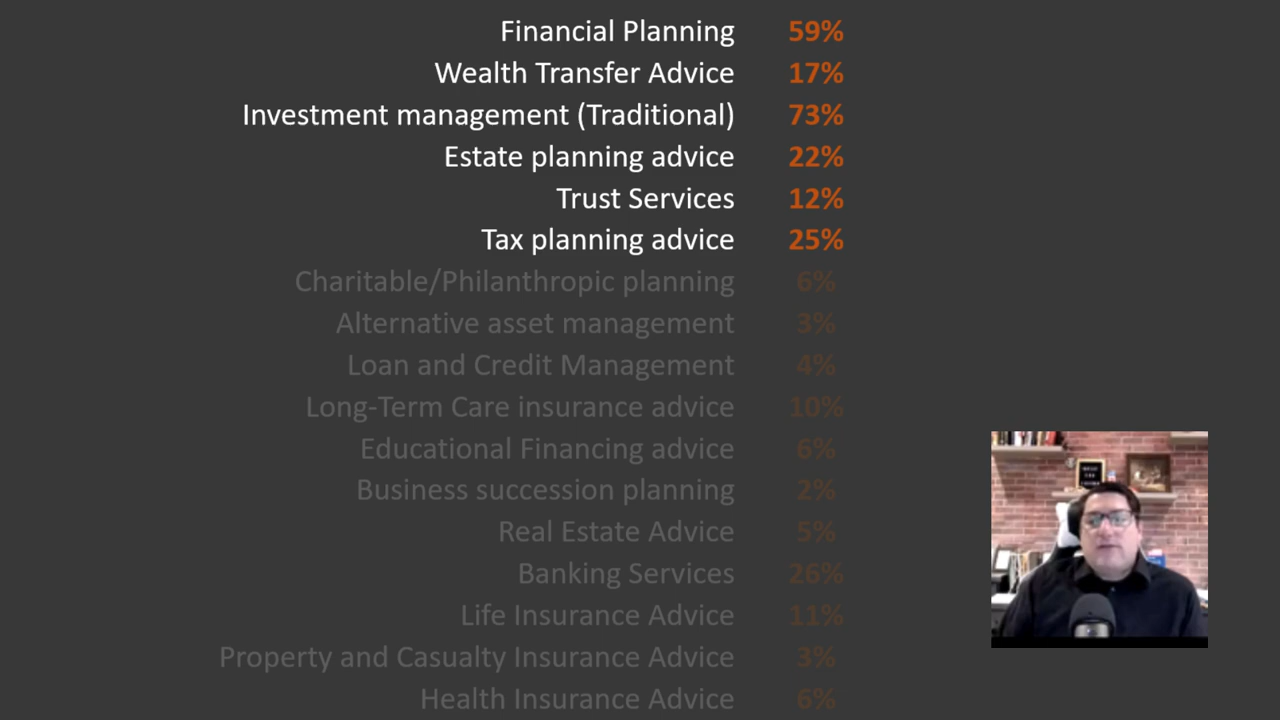 Financial Planning 59%
Wealth Transfer Advice 17%
Investment management (Traditional) 73%
Estate planning advice 22%
Trust Services 12%
Tax planning advice 25%
Charitable/Philanthropic planning 6%
Alternative asset management 3%
Loan and Credit Management 4%
Long-Term Care insurance advice 10%
Educational Financing advice 6%
Business succession planning 2%
Real Estate Advice 5%
Banking Services 26%
Life Insurance Advice 11%
Property and Casualty Insurance Advice 3%
Health Insurance Advice 6%